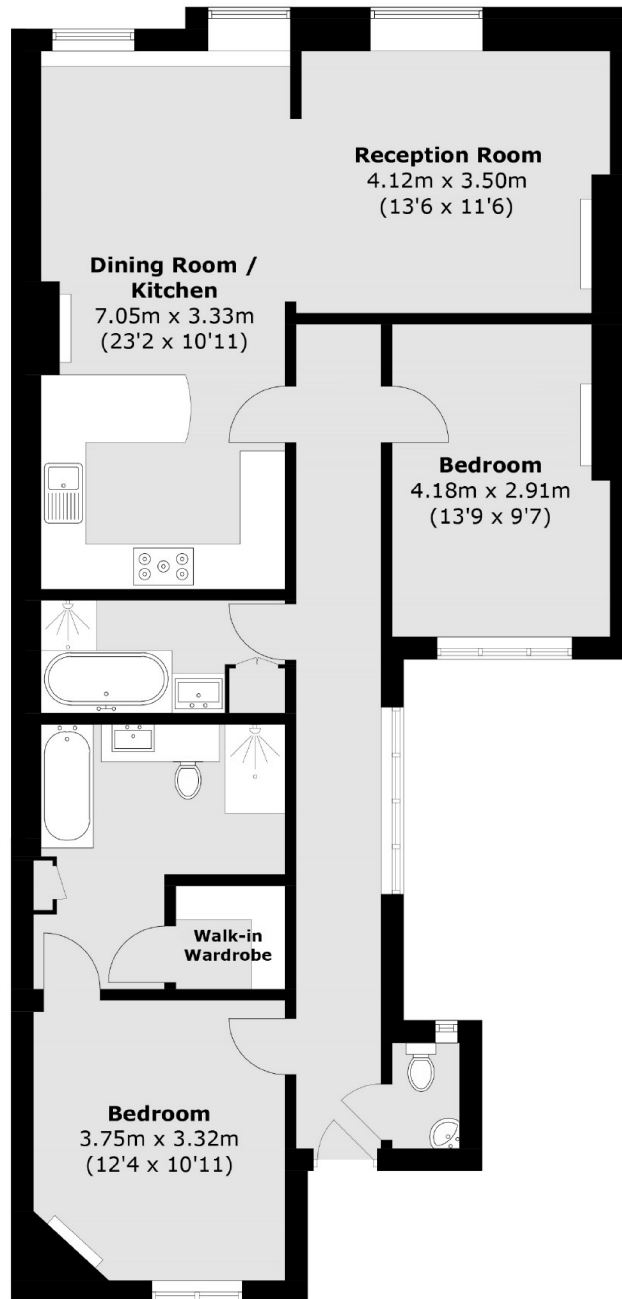 Reception Room
4.12m x 3.50m
(13'6 x 11'6)
Dining Room /
Kitchen
7.05m x 3.33m
(23'2 x 10'11)
Bedroom
4.18m x 2.91m
(13'9 x 9'7)
Walk-in
Wardrobe
Bedroom
3.75m x 3.32m
(12'4 x 10'11)